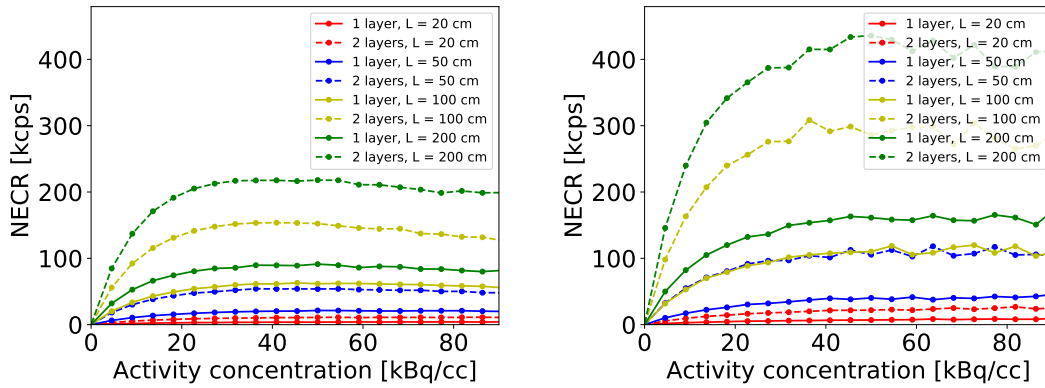 NECR [kcps]
400
300
200
100
0
1 layer, L = 20 cm
2 layers, L = 20 cm
1 layer, L = 50 cm
2 layers, L = 50 cm
1 layer, L = 100 cm
2 layers, L = 100 cm
1 layer, L = 200 cm
2 layers, L = 200 cm
0 20 40 60 80
Activity concentration [kBq/cc]
NECR [kcps]
400
300
200
100
0
1 layer, L = 20 cm
2 layers, L = 20 cm
1 layer, L = 50 cm
2 layers, L = 50 cm
1 layer, L = 100 cm
2 layers, L = 100 cm
1 layer, L = 200 cm
2 layers, L = 200 cm
0 20 40 60 80
Activity concentration [kBq/cc]